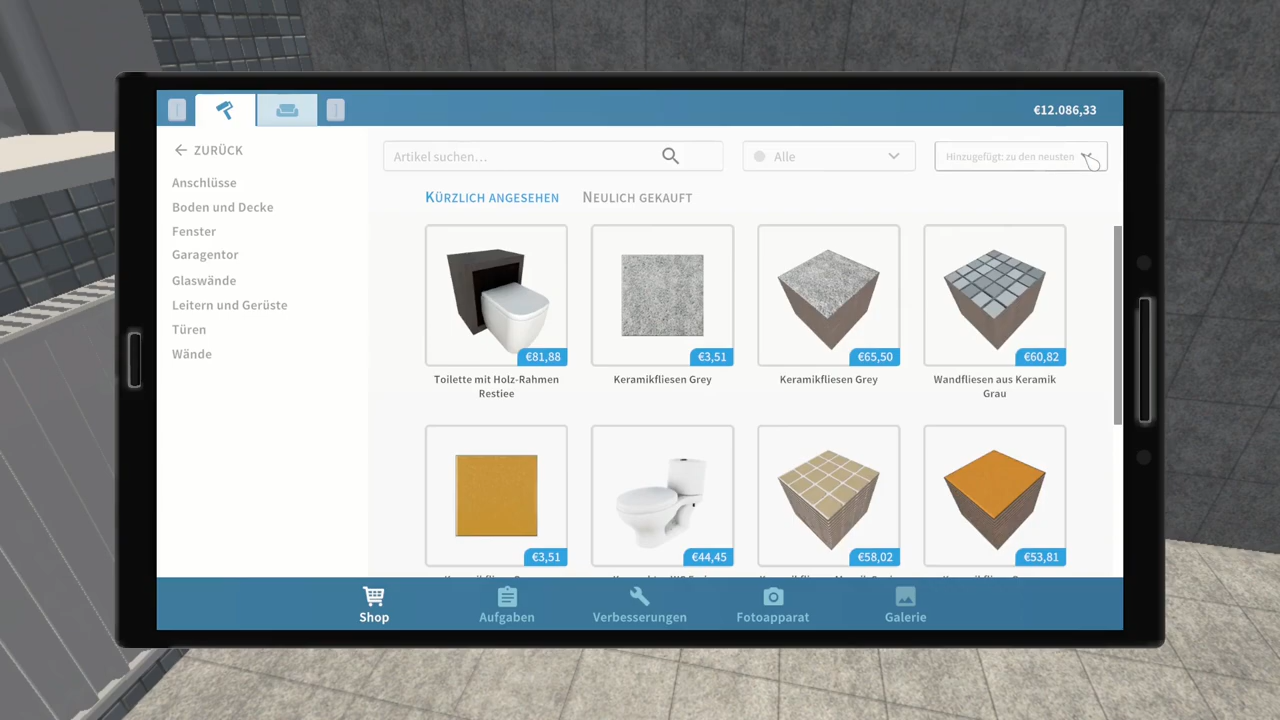 €12.086,33
ZURÜCK
Artikel suchen...
Alle
Hinzugefügt: zu den neusten
Anschlüsse
Boden und Decke
Fenster
Garagentor
Glaswände
Leitern und Gerüste
Türen
Wände
KÜRZLICH ANGESEHEN
NEULICH GEKAUFT
€81,88
€3,51
€65,50
€60,82
Toilette mit Holz-Rahmen
Restiee
Keramikfliesen Grey
Keramikfliesen Grey
Wandfliesen aus Keramik
Grau
€3,51
€44,45
€58,02
€53,81
Shop
Aufgaben
Verbesserungen
Fotoapparat
Galerie